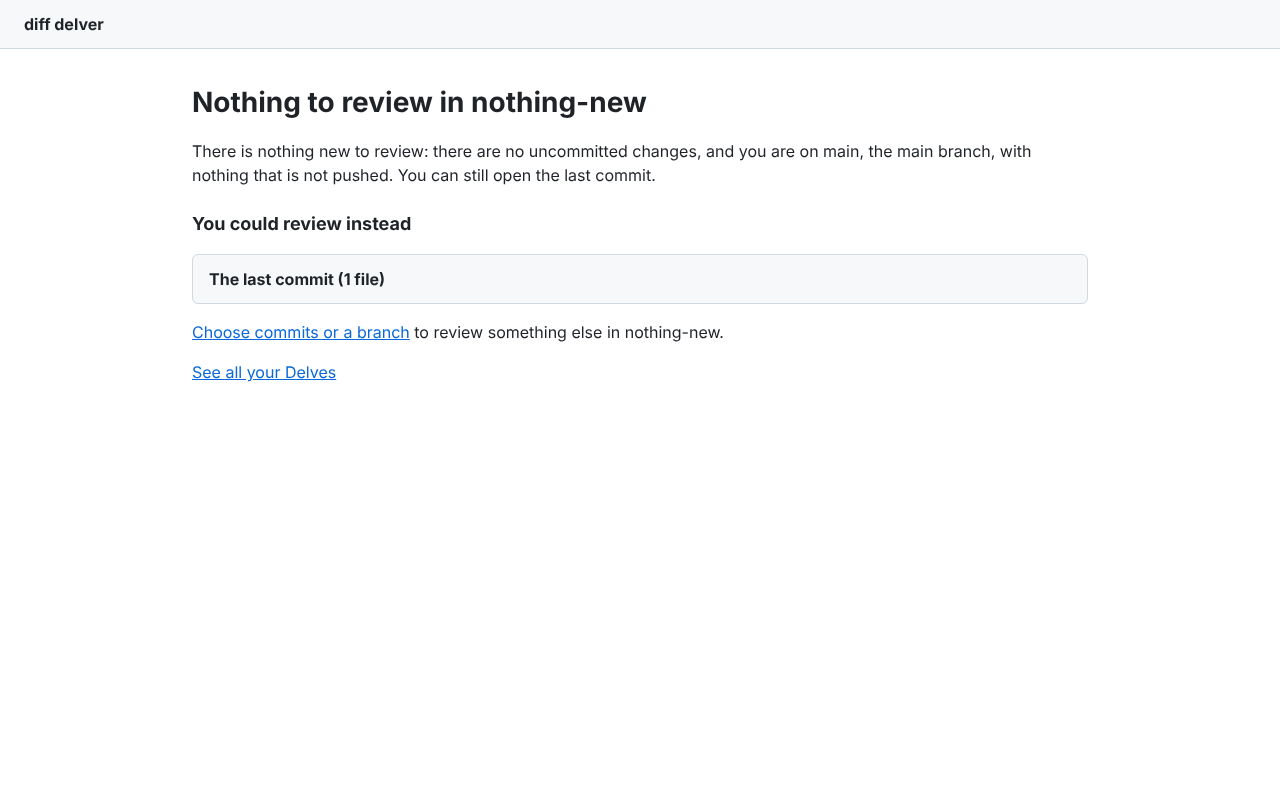 diff delver
Nothing to review in nothing-new
There is nothing new to review: there are no uncommitted changes, and you are on main, the main branch, with
nothing that is not pushed. You can still open the last commit.
You could review instead
The last commit (1 file)
Choose commits or a branch to review something else in nothing-new.
See all your Delves